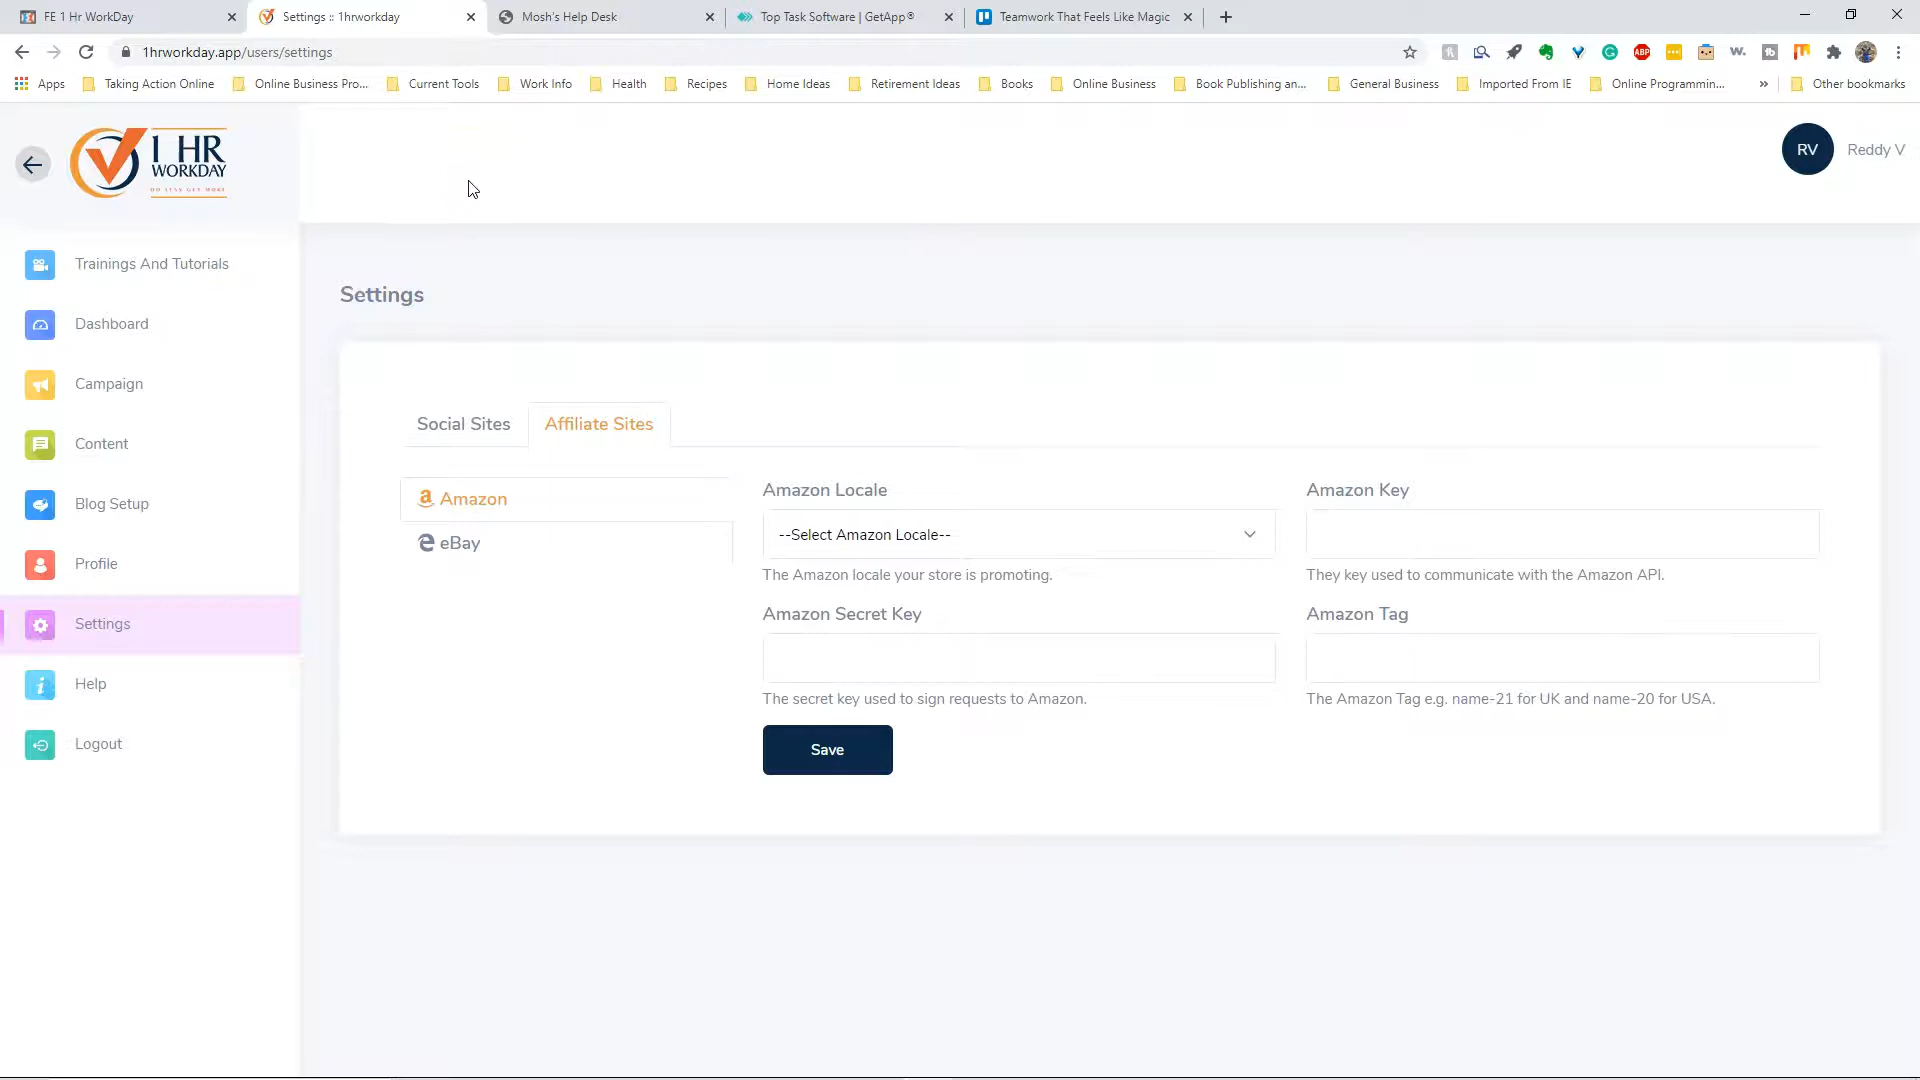 FE 1 Hr WorkDay
Settings :: 1hrworkday
Mosh's Help Desk
Top Task Software | GetApp®
Teamwork That Feels Like Magic
1hrworkday.app/users/settings
Apps
Taking Action Online
Online Business Pro...
Current Tools
Work Info
Health
Recipes
Home Ideas
Retirement Ideas
Books
Online Business
Book Publishing an...
General Business
Imported From IE
Online Programmin...
»
Other bookmarks
1 HR
WORKDAY
DO LESS GET MORE
RV
Reddy V
Trainings And Tutorials
Dashboard
Campaign
Content
Blog Setup
Profile
Settings
Help
Logout
Settings
Social Sites
Affiliate Sites
Amazon
eBay
Amazon Locale
--Select Amazon Locale--
The Amazon locale your store is promoting.
Amazon Key
They key used to communicate with the Amazon API.
Amazon Secret Key
The secret key used to sign requests to Amazon.
Amazon Tag
The Amazon Tag e.g. name-21 for UK and name-20 for USA.
Save